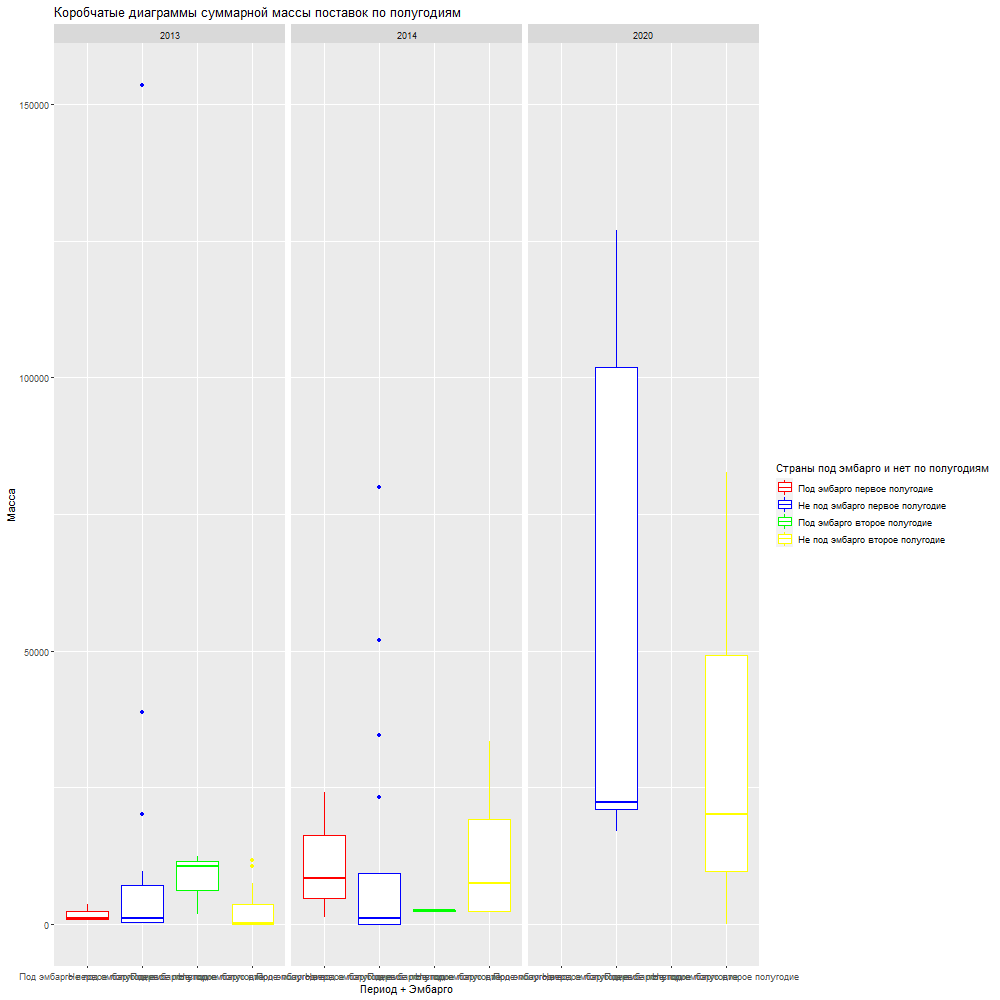 Коробчатые диаграммы суммарной массы поставок по полугодиям
2013
2014
2020
150000
100000
50000
0
Масса
Период + Эмбарго
Страны под эмбарго и нет по полугодиям
Под эмбарго первое полугодие
Не под эмбарго первое полугодие
Под эмбарго второе полугодие
Не под эмбарго второе полугодие